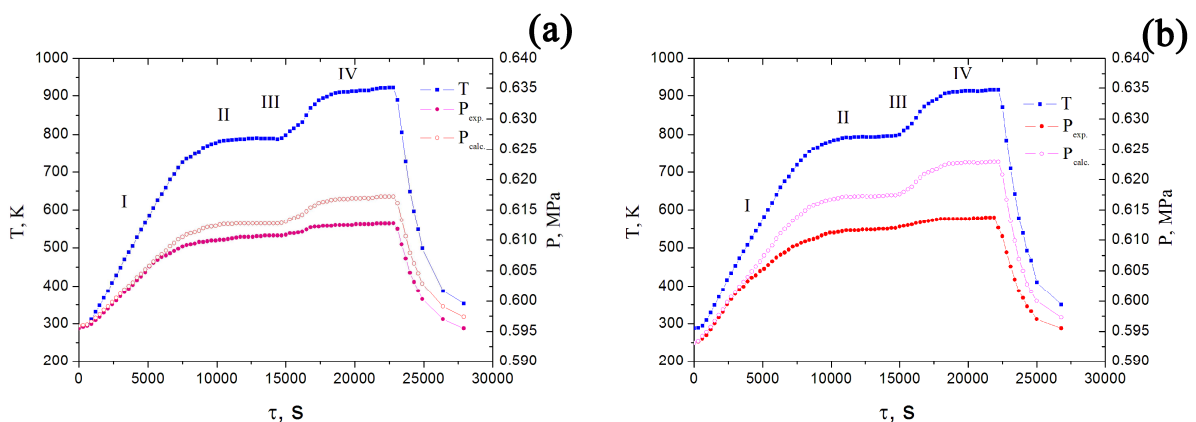 (a)
1000
900
800
700
600
500
400
300
200
0.640
0.635
0.630
0.625
0.620
0.615
0.610
0.605
0.600
0.595
0.590
T, K
P, MPa
I
II
III
IV
T
Pexp.
Pcalc.
0 5000 10000 15000 20000 25000 30000
τ, s
(b)
1000
900
800
700
600
500
400
300
200
0.640
0.635
0.630
0.625
0.620
0.615
0.610
0.605
0.600
0.595
0.590
T, K
P, MPa
I
II
III
IV
T
Pexp.
Pcalc.
0 5000 10000 15000 20000 25000 30000
τ, s